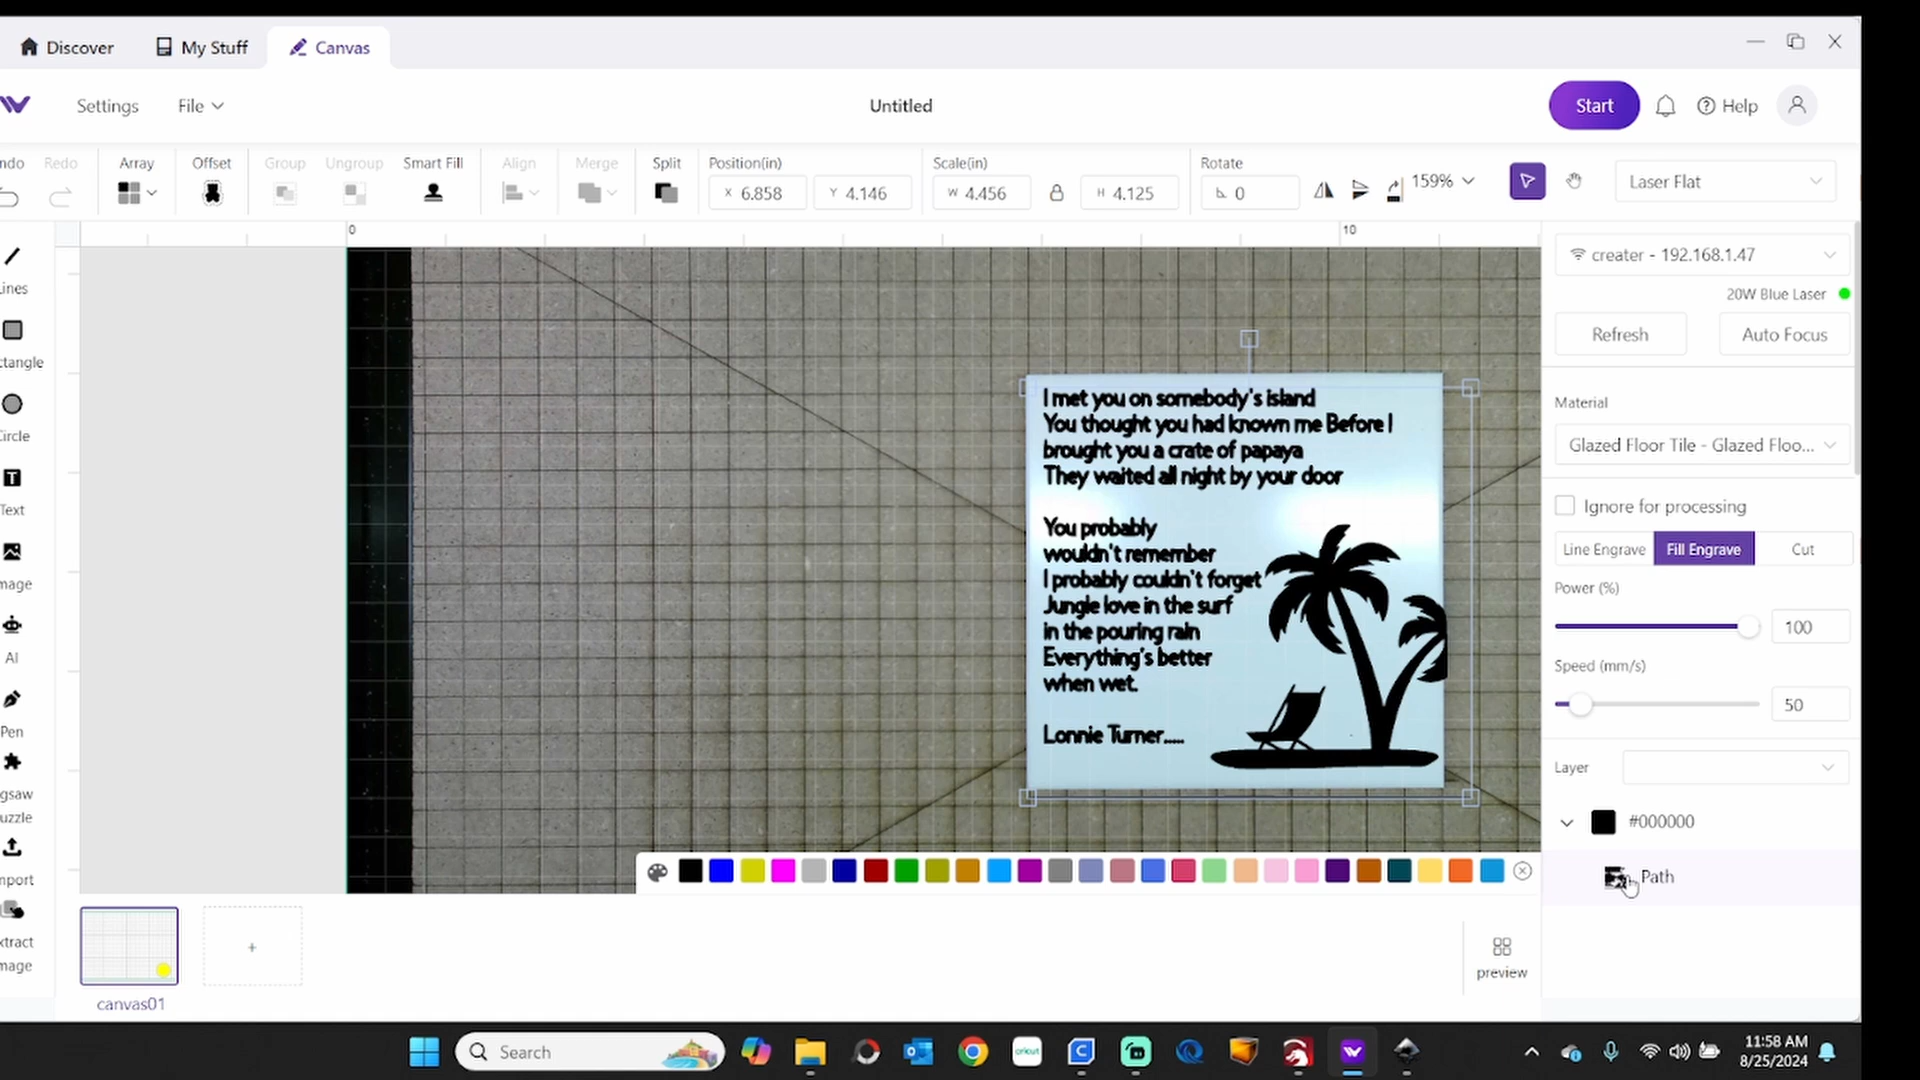 Discover
My Stuff
Canvas
Settings
File
Untitled
Start
Help
ndo
Redo
Array
Offset
Group
Ungroup
Smart Fill
Align
Merge
Split
Position(in)
X 6.858
Y 4.146
Scale(in)
W 4.456
H 4.125
Rotate
0
159%
Laser Flat
0
10
ines
ctangle
ircle
Text
mage
AI
Pen
gsaw
uzzle
mport
xtract
mage
I met you on somebody's island
You thought you had known me Before I
brought you a crate of papaya
They waited all night by your door
You probably
wouldn't remember
I probably couldn't forget
Jungle love in the surf
in the pouring rain
Everything's better
when wet.
Lonnie Turner.....
creater - 192.168.1.47
20W Blue Laser
Refresh
Auto Focus
Material
Glazed Floor Tile - Glazed Floo...
Ignore for processing
Line Engrave
Fill Engrave
Cut
Power (%)
100
Speed (mm/s)
50
Layer
#000000
Path
canvas01
+
preview
Search
cricut
11:58 AM
8/25/2024